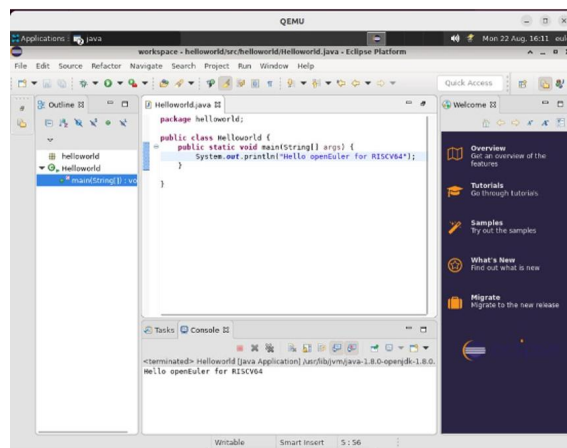 QEMU
Applications : java
Mon 22 Aug, 16:11 eul
workspace - helloworld/src/helloworld/Helloworld.java - Eclipse Platform
File Edit Source Refactor Navigate Search Project Run Window Help
Quick Access
Outline
helloworld
Helloworld
main(String[]) : vo
Helloworld.java
package helloworld;
public class Helloworld {
public static void main(String[] args) {
System.out.println("Hello openEuler for RISCV64");
}
}
Tasks Console
<terminated> Helloworld [Java Application] /usr/lib/jvm/java-1.8.0-openjdk-1.8.0.
Hello openEuler for RISCV64
Welcome
Overview
Get an overview of the
features
Tutorials
Go through tutorials
Samples
Try out the samples
What's New
Find out what is new
Migrate
Migrate to the new release
Writable Smart Insert 5 : 56